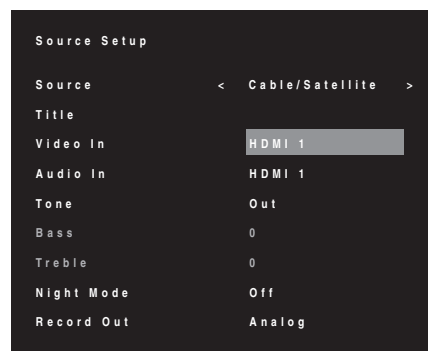 Source Setup
Source < Cable/Satellite >
Title
Video In HDMI 1
Audio In HDMI 1
Tone Out
Bass 0
Treble 0
Night Mode Off
Record Out Analog